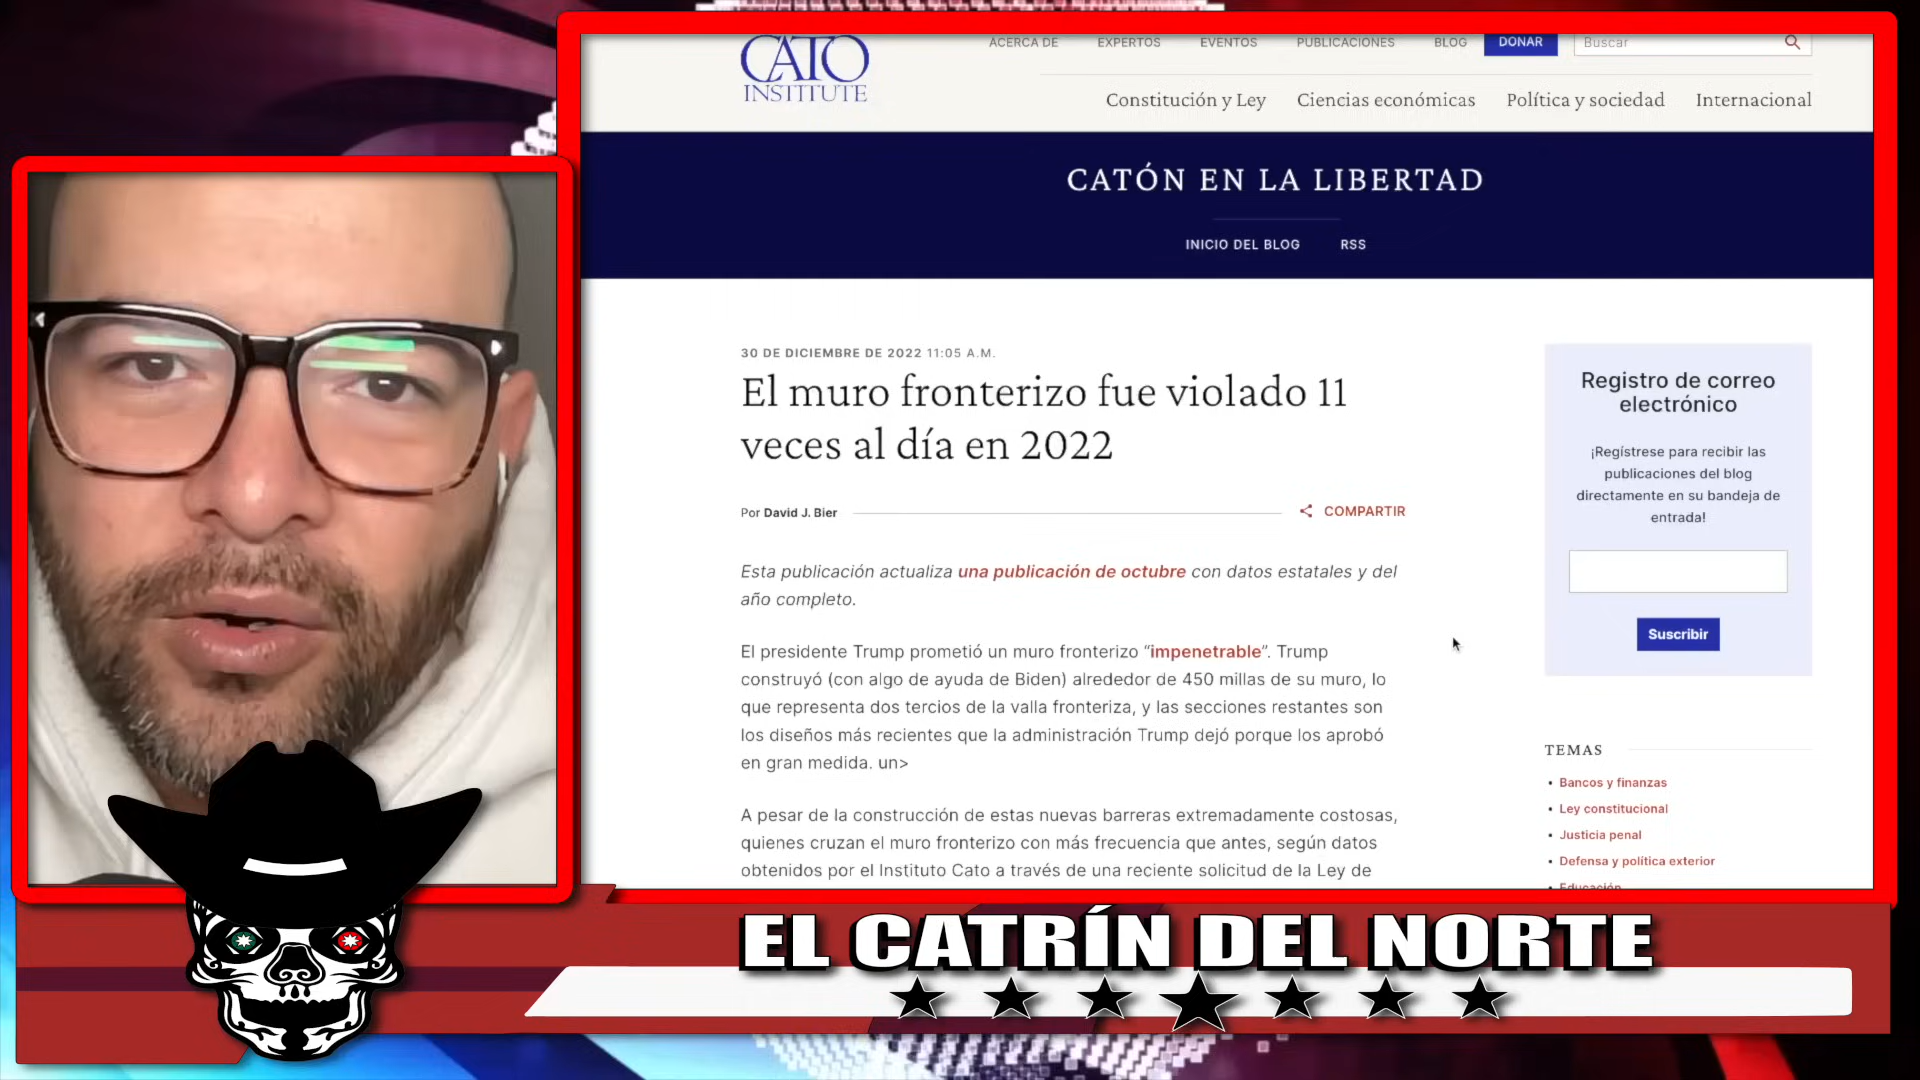 CATO
INSTITUTE
ACERCA DE EXPERTOS EVENTOS PUBLICACIONES BLOG DONAR Buscar
Constitución y Ley Ciencias económicas Política y sociedad Internacional
CATÓN EN LA LIBERTAD
INICIO DEL BLOG RSS
30 DE DICIEMBRE DE 2022 11:05 A.M.
El muro fronterizo fue violado 11
veces al día en 2022
Por David J. Bier
COMPARTIR
Esta publicación actualiza una publicación de octubre con datos estatales y del
año completo.
El presidente Trump prometió un muro fronterizo “impenetrable”. Trump
construyó (con algo de ayuda de Biden) alrededor de 450 millas de su muro, lo
que representa dos tercios de la valla fronteriza, y las secciones restantes son
los diseños más recientes que la administración Trump dejó porque los aprobó
en gran medida. un>
A pesar de la construcción de estas nuevas barreras extremadamente costosas,
quienes cruzan el muro fronterizo con más frecuencia que antes, según datos
obtenidos por el Instituto Cato a través de una reciente solicitud de la Ley de
Registro de correo
electrónico
¡Regístrese para recibir las
publicaciones del blog
directamente en su bandeja de
entrada!
Suscribir
TEMAS
• Bancos y finanzas
• Ley constitucional
• Justicia penal
• Defensa y política exterior
• Educación
EL CATRÍN DEL NORTE